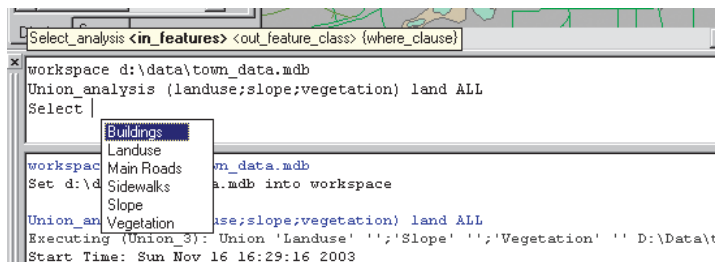 Select_analysis <in_features> <out_feature_class> {where_clause}
workspace d:\data\town_data.mdb
Union_analysis (landuse;slope;vegetation) land ALL
Select
Buildings
Landuse
Main Roads
Sidewalks
Slope
Vegetation
workspac wn_data.mdb
Set d:\d a.mdb into workspace
Union_an use;slope;vegetation) land ALL
Executing (Union_3): Union 'Landuse' '';'Slope' '';'Vegetation' '' D:\Data\t
Start Time: Sun Nov 16 16:29:16 2003